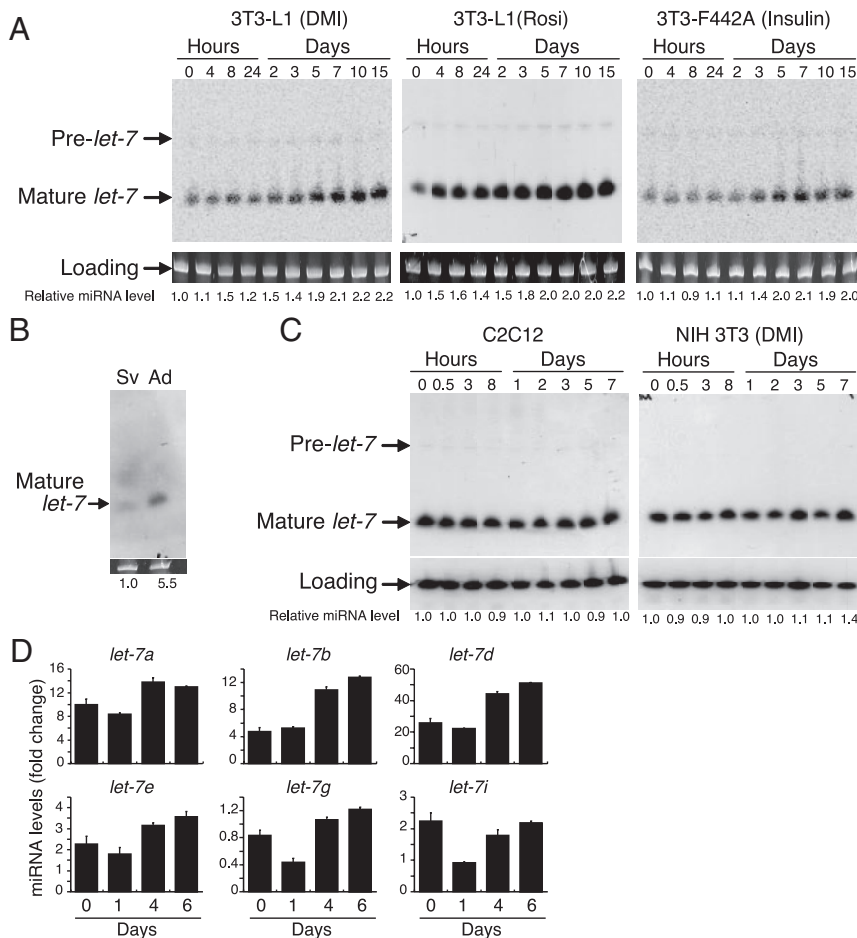 A
3T3-L1 (DMI)
3T3-L1(Rosi)
3T3-F442A (Insulin)
Hours Days Hours Days Hours Days
0 4 8 24 2 3 5 7 10 15 0 4 8 24 2 3 5 7 10 15 0 4 8 24 2 3 5 7 10 15
Pre-let-7
Mature let-7
Loading
Relative miRNA level 1.0 1.1 1.5 1.2 1.5 1.4 1.9 2.1 2.2 2.2 1.0 1.5 1.6 1.4 1.5 1.8 2.0 2.0 2.0 2.2 1.0 1.1 0.9 1.1 1.1 1.4 2.0 2.1 1.9 2.0
B
Sv Ad
Mature
let-7
1.0 5.5
C
C2C12
NIH 3T3 (DMI)
Hours Days Hours Days
0 0.5 3 8 1 2 3 5 7 0 0.5 3 8 1 2 3 5 7
Pre-let-7
Mature let-7
Loading
Relative miRNA level 1.0 1.0 1.0 0.9 1.0 1.1 1.0 0.9 1.0 1.0 0.9 0.9 1.0 1.0 1.1 1.1 1.1 1.4
D
miRNA levels (fold change)
let-7a
16
12
8
4
0
let-7b
12
8
4
0
let-7d
60
40
20
0
let-7e
4
3
2
1
0
let-7g
1.2
0.8
0.4
0
let-7i
3
2
1
0
0 1 4 6 0 1 4 6 0 1 4 6
Days Days Days